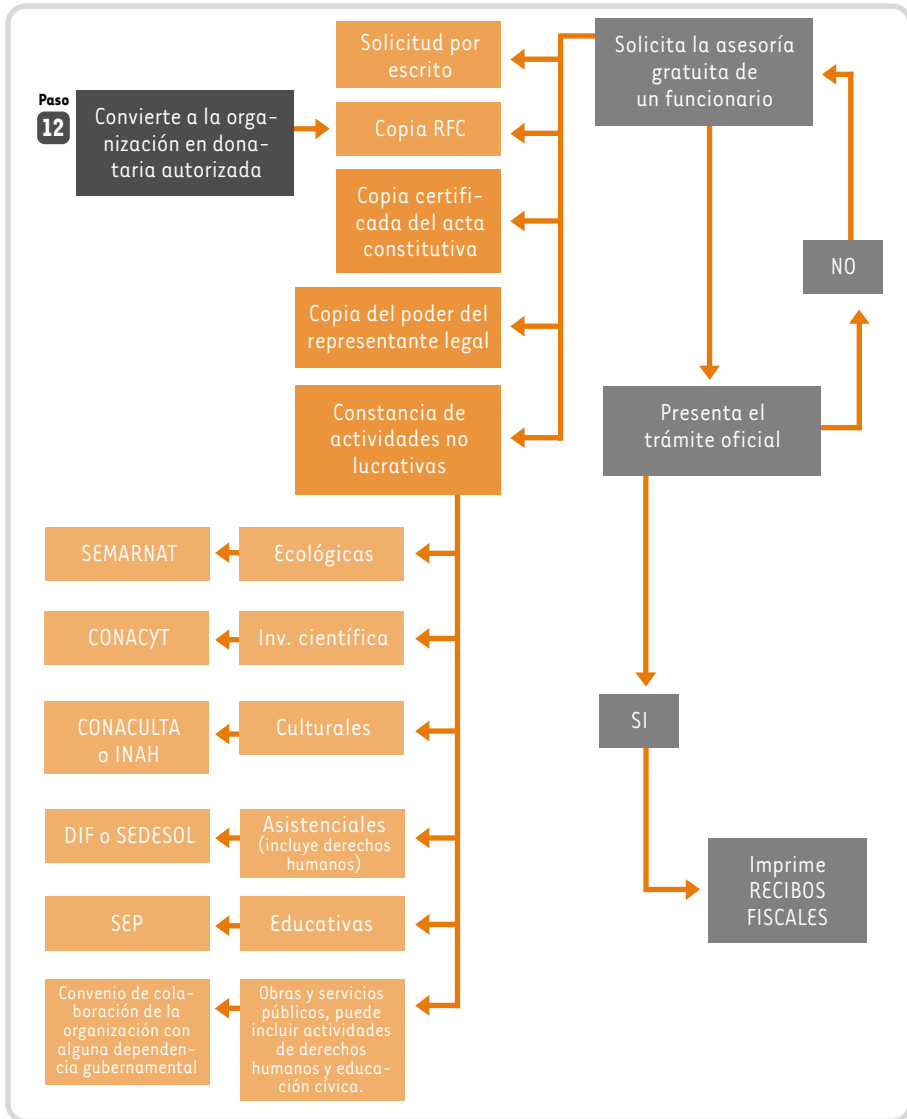 Paso
12
Convierte a la orga-
nización en dona-
taria autorizada
Solicitud por
escrito
Copia RFC
Copia certifi-
cada del acta
constitutiva
Copia del poder del
representante legal
Constancia de
actividades no
lucrativas
Solicita la asesoría
gratuita de
un funcionario
NO
Presenta el
trámite oficial
SI
Imprime
RECIBOS
FISCALES
SEMARNAT
Ecológicas
CONACyT
Inv. científica
CONACULTA
o INAH
Culturales
DIF o SEDESOL
Asistenciales
(incluye derechos
humanos)
SEP
Educativas
Convenio de cola-
boración de la
organización con
alguna dependen-
cia gubernamental
Obras y servicios
públicos, puede
incluir actividades
de derechos
humanos y educa-
ción cívica.